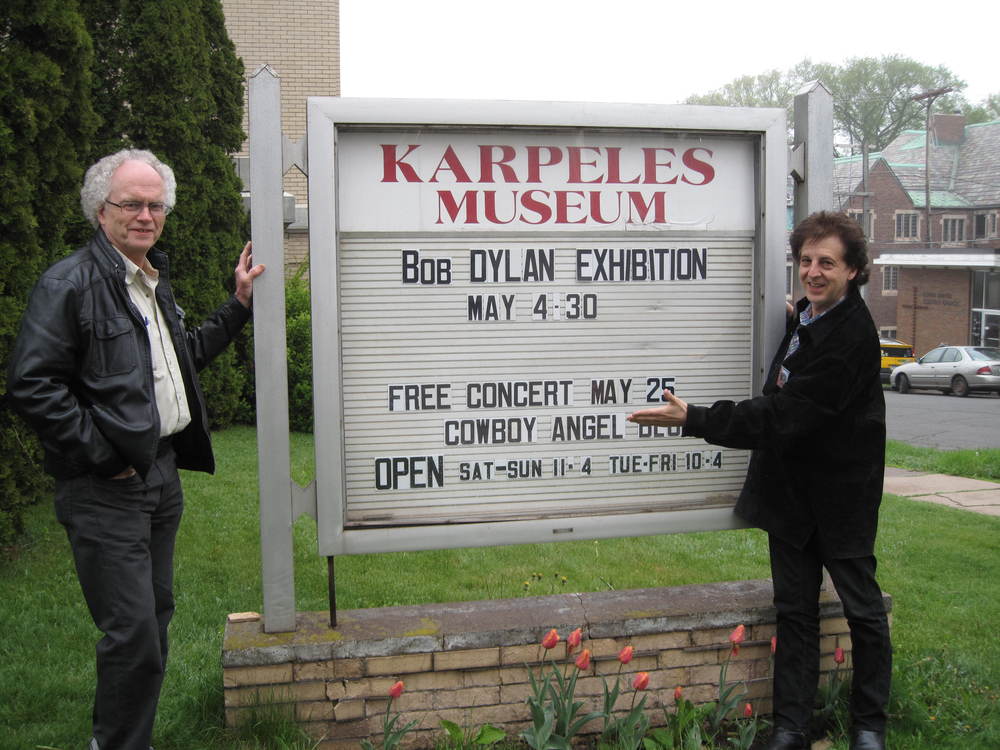 KARPELES
MUSEUM
BOB DYLAN EXHIBITION
MAY 4-30
FREE CONCERT MAY 25
COWBOY ANGEL
OPEN SAT-SUN 11-4 TUE-FRI 10-4